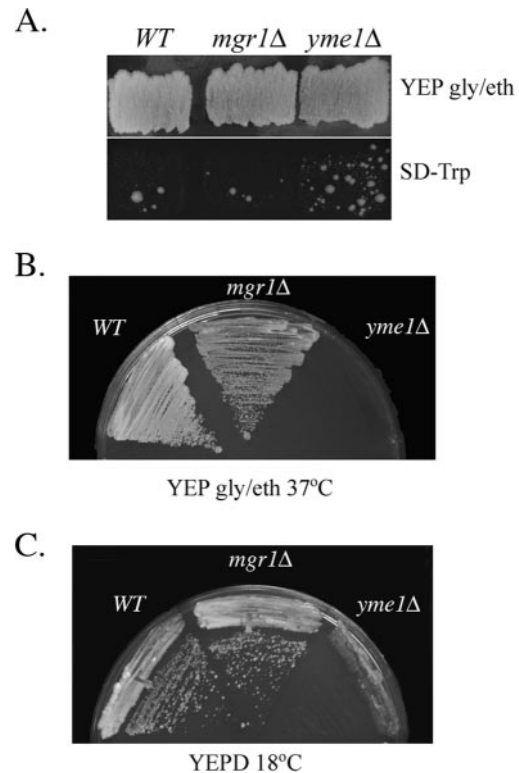 A.
WT mgr1Δ yme1Δ
YEP gly/eth
SD-Trp
B.
mgr1Δ
WT yme1Δ
YEP gly/eth 37ºC
C.
mgr1Δ
WT yme1Δ
YEPD 18ºC